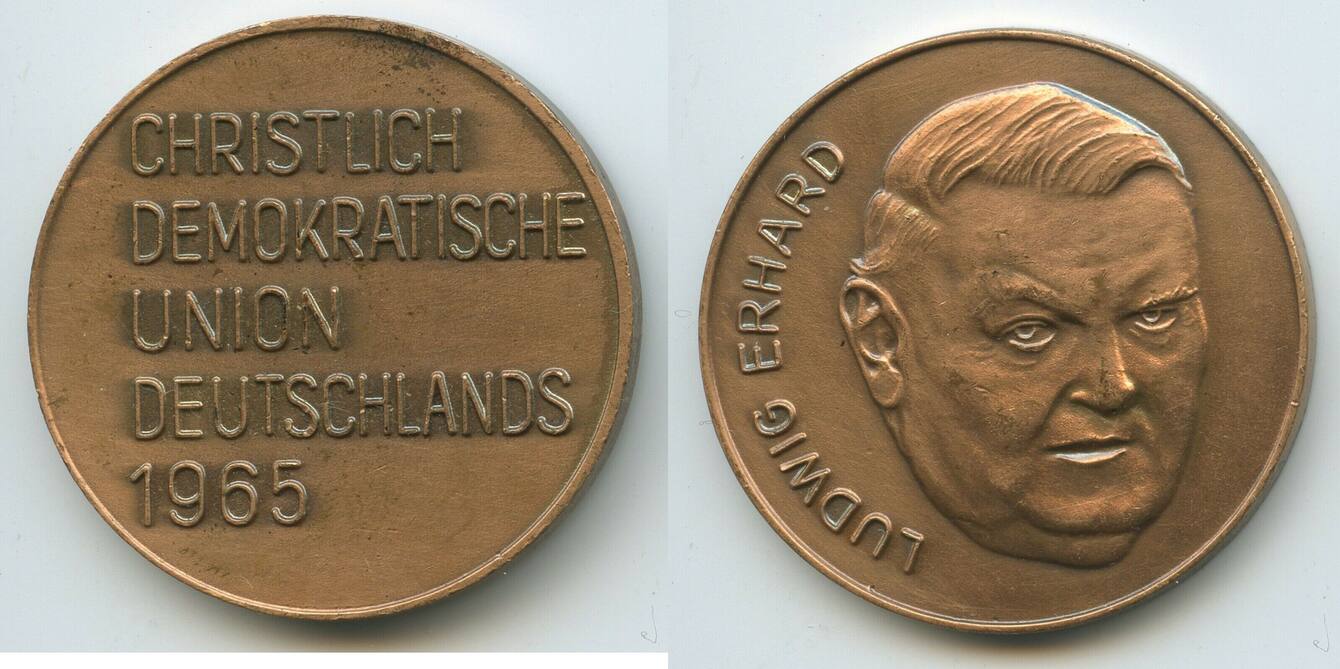 CHRISTLICH
DEMOKRATISCHE
UNION
DEUTSCHLANDS
1965
LUDWIG ERHARD